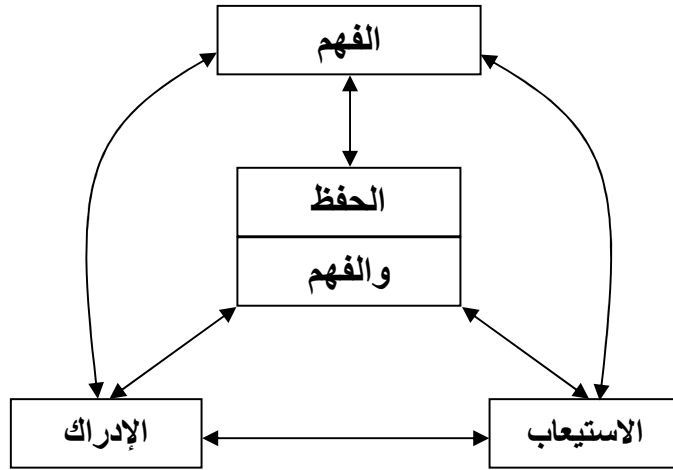 الفهم
الحفظ
والفهم
الاستيعاب
الإدراك